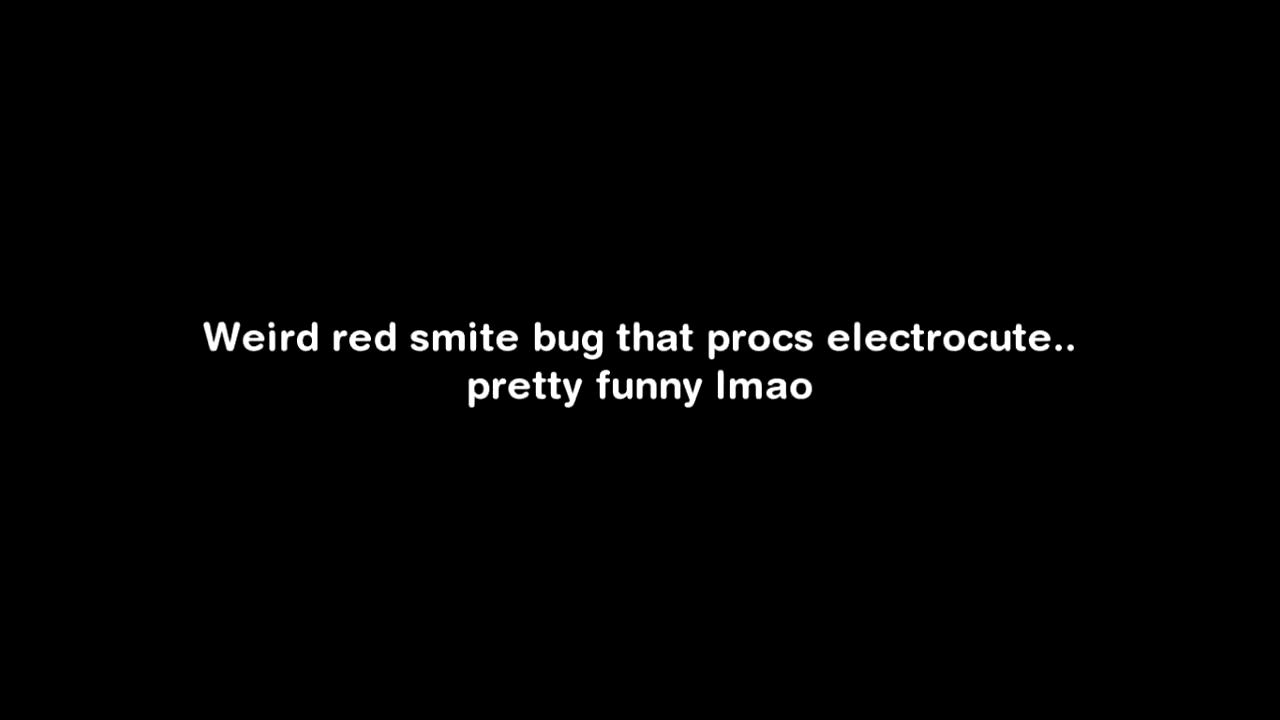 Weird red smite bug that procs electrocute..
pretty funny lmao